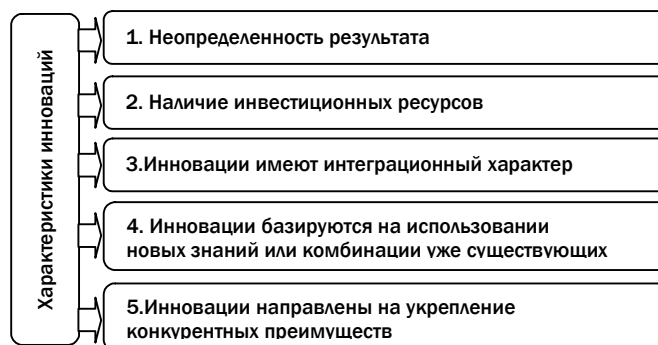 Характеристики инноваций
1. Неопределенность результата
2. Наличие инвестиционных ресурсов
3.Инновации имеют интеграционный характер
4. Инновации базируются на использовании
новых знаний или комбинации уже существующих
5.Инновации направлены на укрепление
конкурентных преимуществ